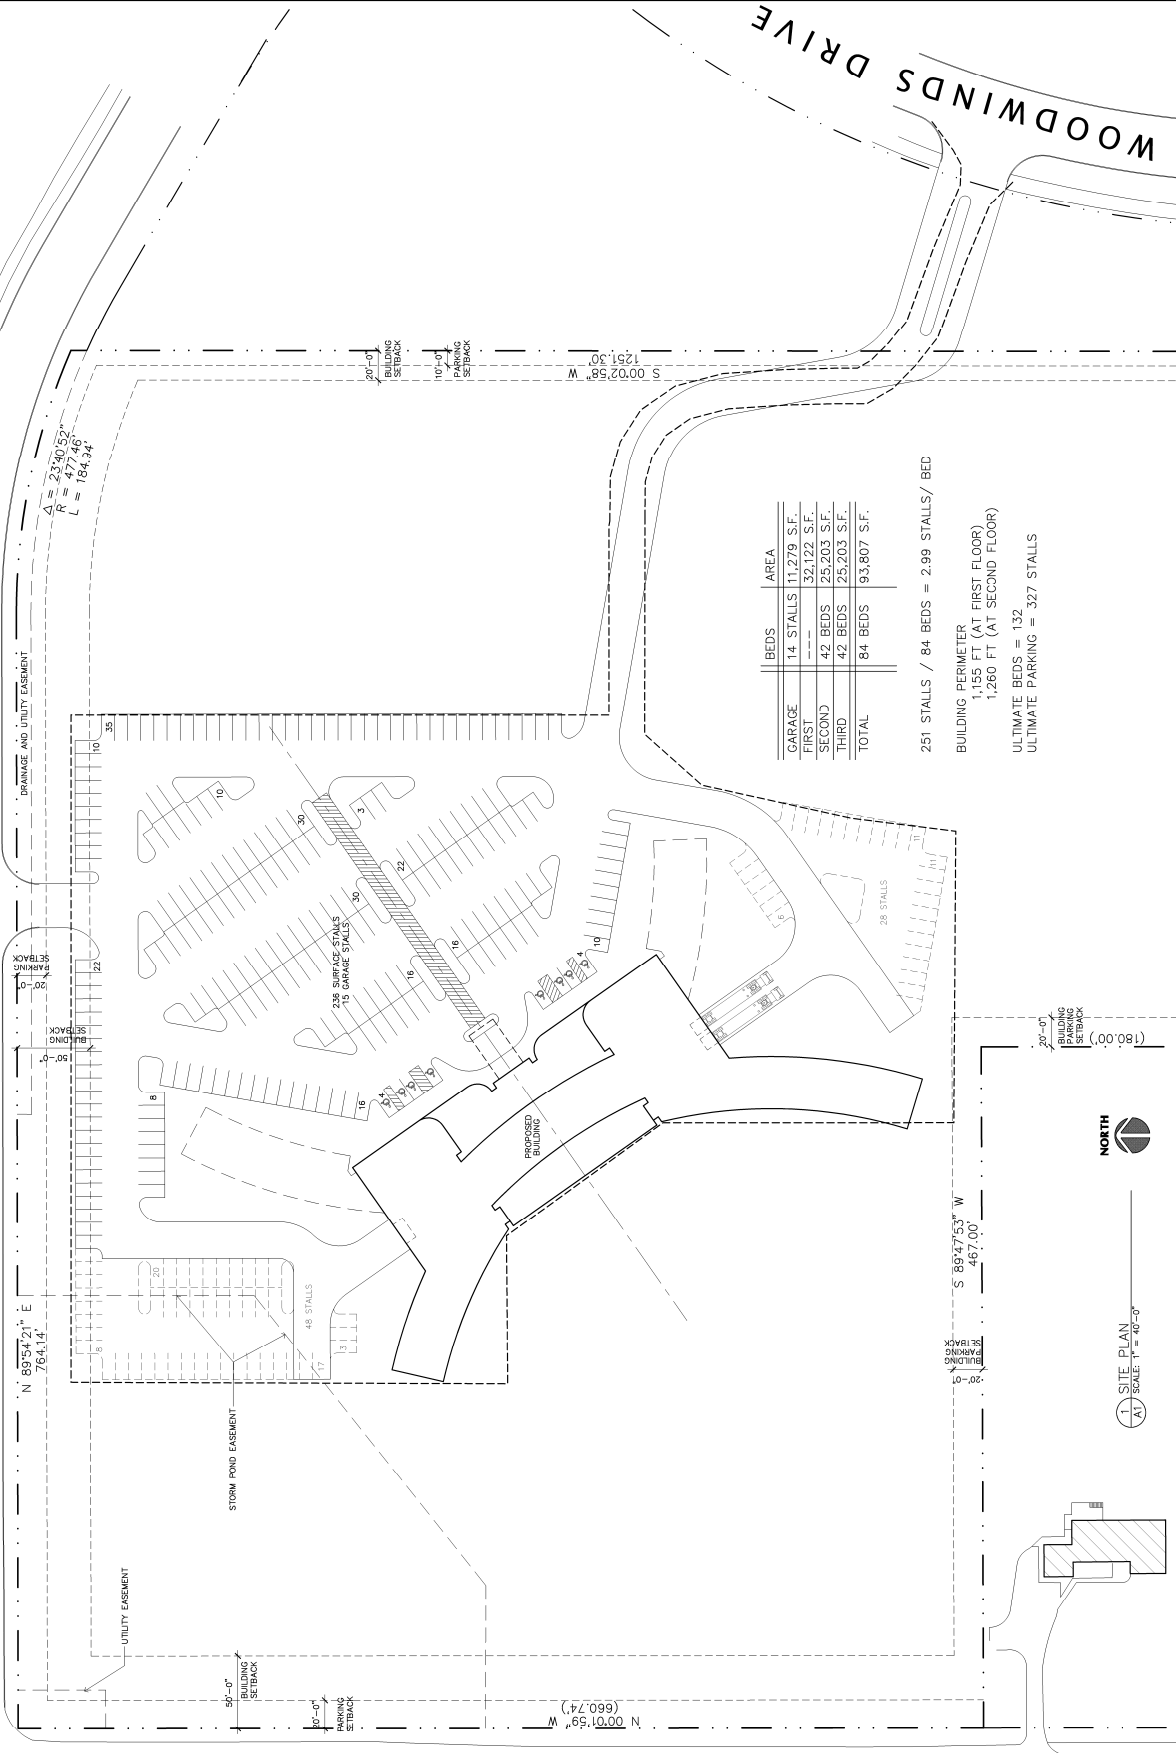 WOODWINDS DRIVE
20'-0"
BUILDING
SETBACK
10'-0"
PARKING
SETBACK
S 00°02'58" W
1251.30'
Δ = 23°40'52"
R = 477.46'
L = 184.94'
DRAINAGE AND UTILITY EASEMENT
BEDS AREA
GARAGE 14 STALLS 11,279 S.F.
FIRST --- 32,122 S.F.
SECOND 42 BEDS 25,203 S.F.
THIRD 42 BEDS 25,203 S.F.
TOTAL 84 BEDS 93,807 S.F.
251 STALLS / 84 BEDS = 2.99 STALLS/ BED
BUILDING PERIMETER
1,155 FT (AT FIRST FLOOR)
1,260 FT (AT SECOND FLOOR)
ULTIMATE BEDS = 132
ULTIMATE PARKING = 327 STALLS
35
10
10
30
3
22
30
16
16
236 SURFACE STALLS
15 GARAGE STALLS
10
4
6
11
11
28 STALLS
22
20'-0"
PARKING
SETBACK
50'-0"
BUILDING
SETBACK
8
16
4
PROPOSED
BUILDING
20'-0"
BUILDING
PARKING
SETBACK
(180.00')
NORTH
20
8
48 STALLS
17
3
N 89°54'21" E
764.14'
S 89°47'53" W
467.00'
20'-0"
BUILDING
PARKING
SETBACK
STORM POND EASEMENT
1
A1
SITE PLAN
SCALE: 1" = 40'-0"
UTILITY EASEMENT
50'-0"
BUILDING
SETBACK
20'-0"
PARKING
SETBACK
N 00°01'59" W
(660.74')